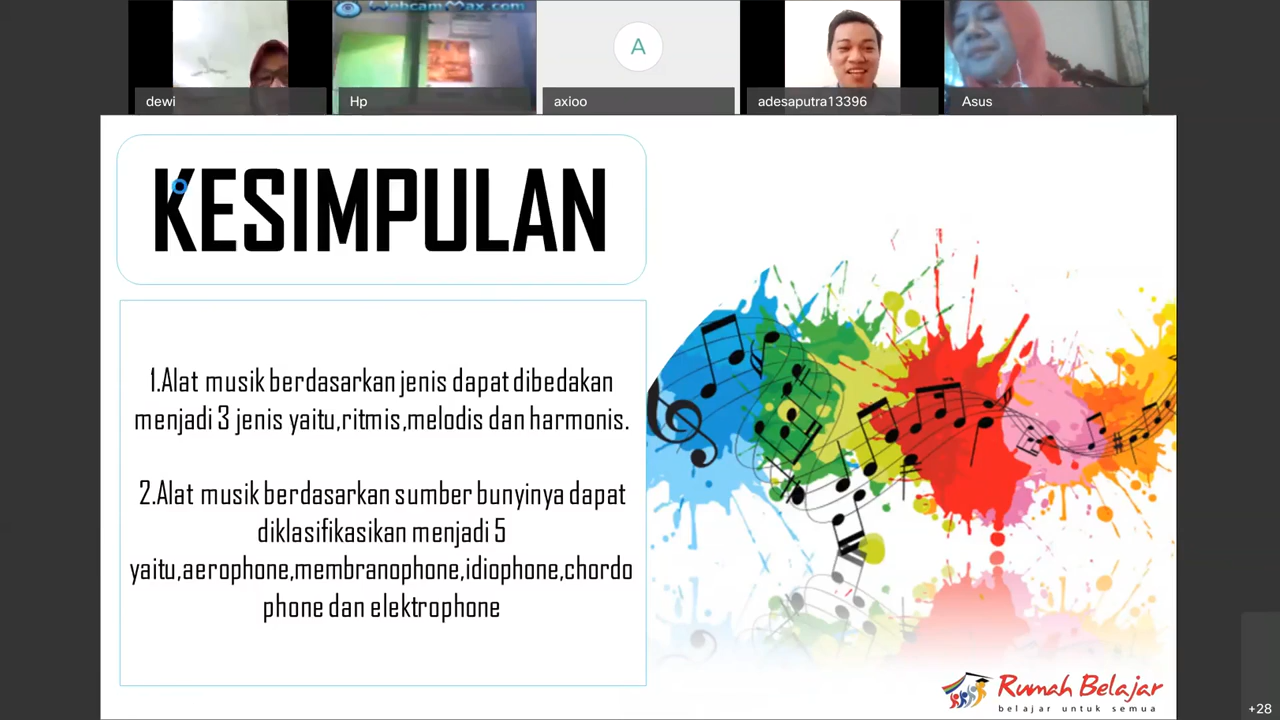 WebcamMax.com
A
dewi
Hp
axioo
adesaputra13396
Asus
KESIMPULAN
1.Alat musik berdasarkan jenis dapat dibedakan
menjadi 3 jenis yaitu,ritmis,melodis dan harmonis.
2.Alat musik berdasarkan sumber bunyinya dapat
diklasifikasikan menjadi 5
yaitu,aerophone,membranophone,idiophone,chordo
phone dan elektrophone
Rumah Belajar
belajar untuk semua
+28